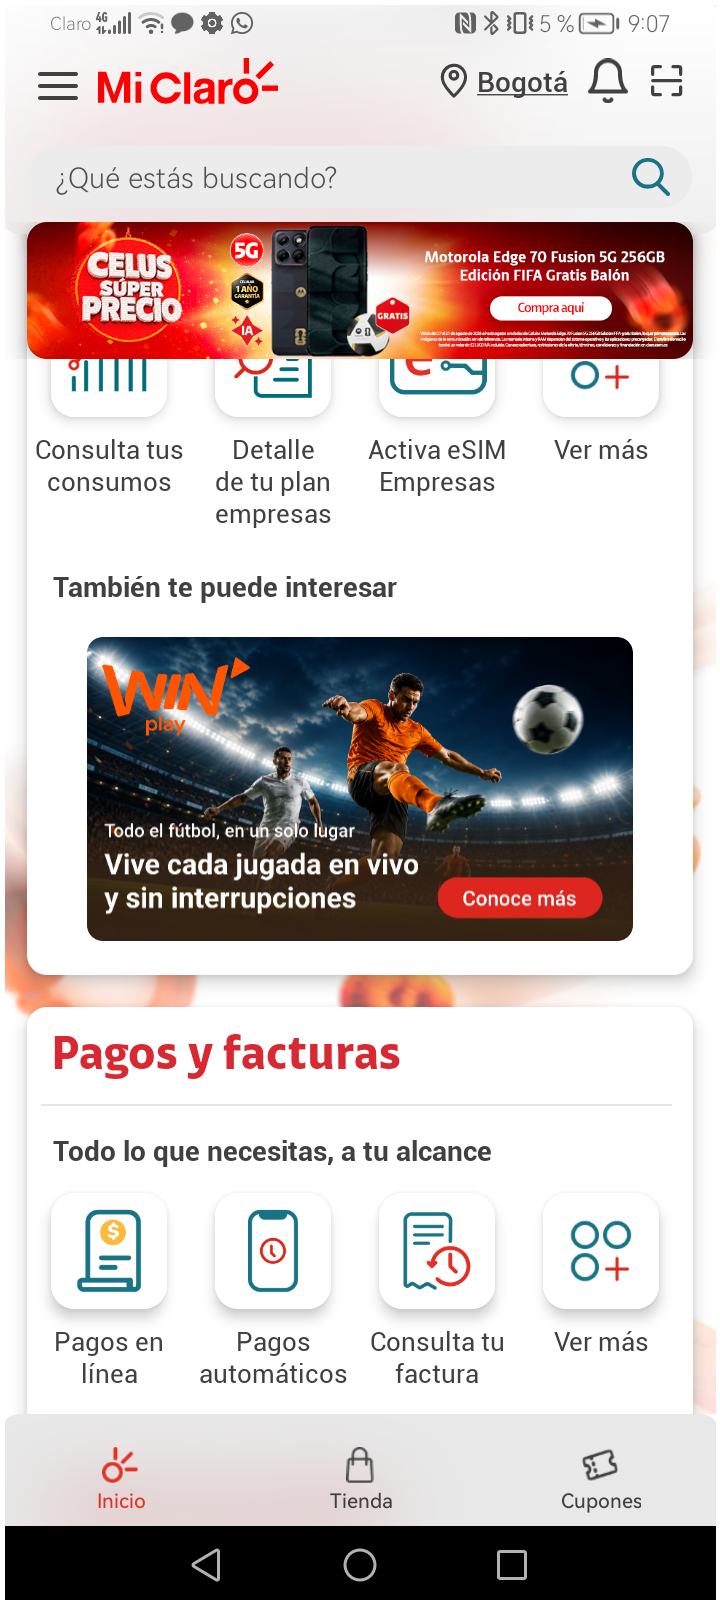 Claro 4G 5 % 9:07
Mi Claro
Bogotá
¿Qué estás buscando?
CELUS
SÚPER
PRECIO
5G
CELULARES
1 AÑO
GARANTÍA
IA
GRATIS
Motorola Edge 70 Fusion 5G 256GB
Edición FIFA Gratis Balón
Compra aquí
Consulta tus
consumos
Detalle
de tu plan
empresas
Activa eSIM
Empresas
Ver más
También te puede interesar
WIN
play
Todo el fútbol, en un solo lugar
Vive cada jugada en vivo
y sin interrupciones
Conoce más
Pagos y facturas
Todo lo que necesitas, a tu alcance
Pagos en
línea
Pagos
automáticos
Consulta tu
factura
Ver más
Inicio
Tienda
Cupones